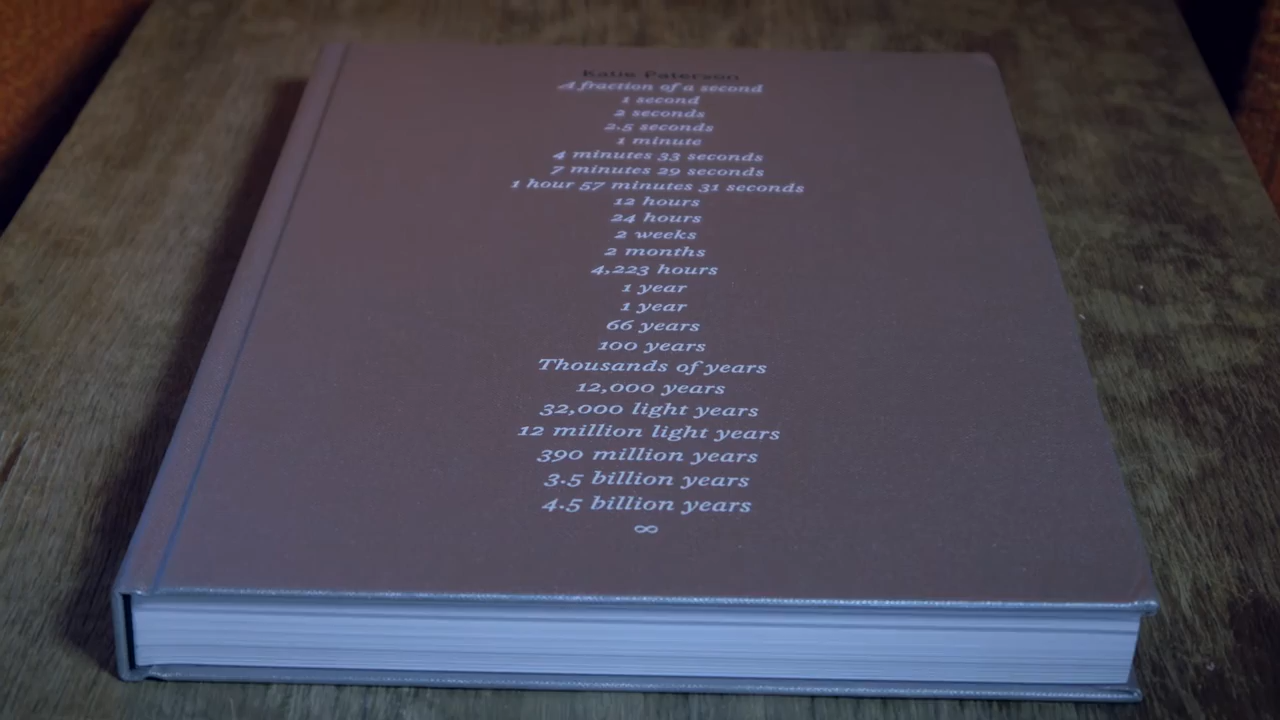 Katie Paterson
A fraction of a second
1 second
2 seconds
2.5 seconds
1 minute
4 minutes 33 seconds
7 minutes 29 seconds
1 hour 57 minutes 31 seconds
12 hours
24 hours
2 weeks
2 months
4,223 hours
1 year
1 year
66 years
100 years
Thousands of years
12,000 years
32,000 light years
12 million light years
390 million years
3.5 billion years
4.5 billion years
∞